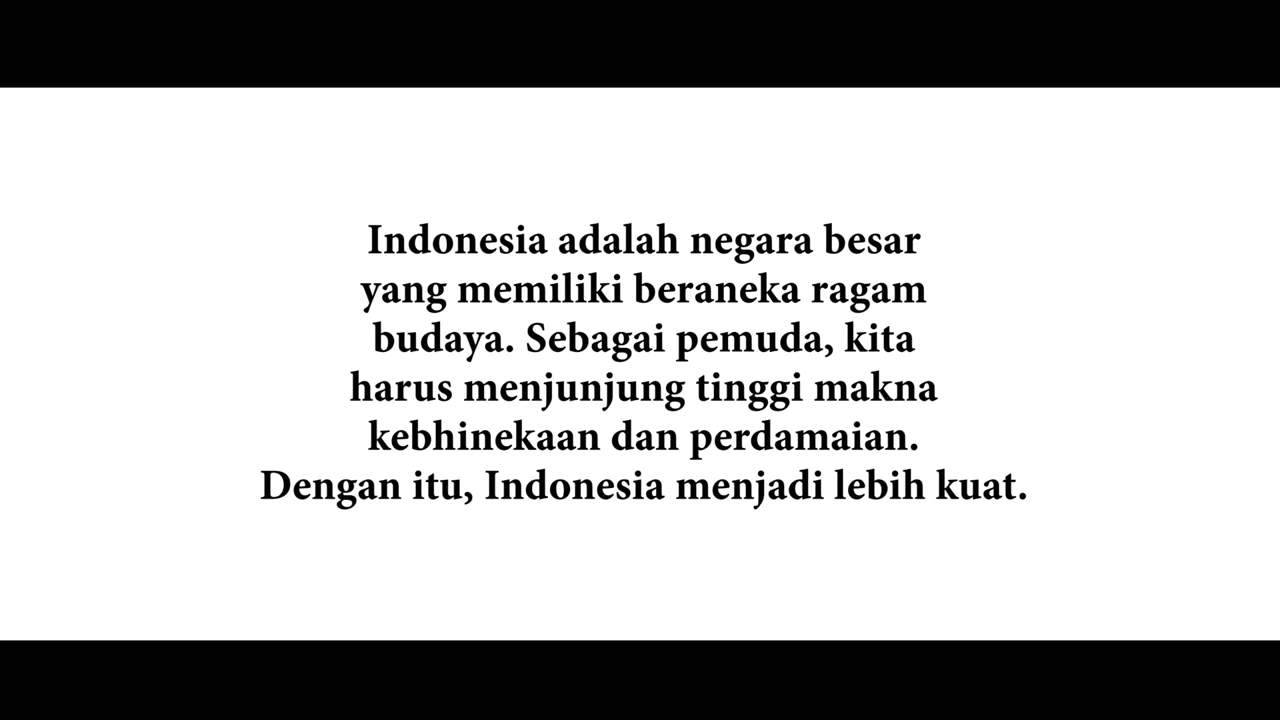 Indonesia adalah negara besar
yang memiliki beraneka ragam
budaya. Sebagai pemuda, kita
harus menjunjung tinggi makna
kebhinekaan dan perdamaian.
Dengan itu, Indonesia menjadi lebih kuat.